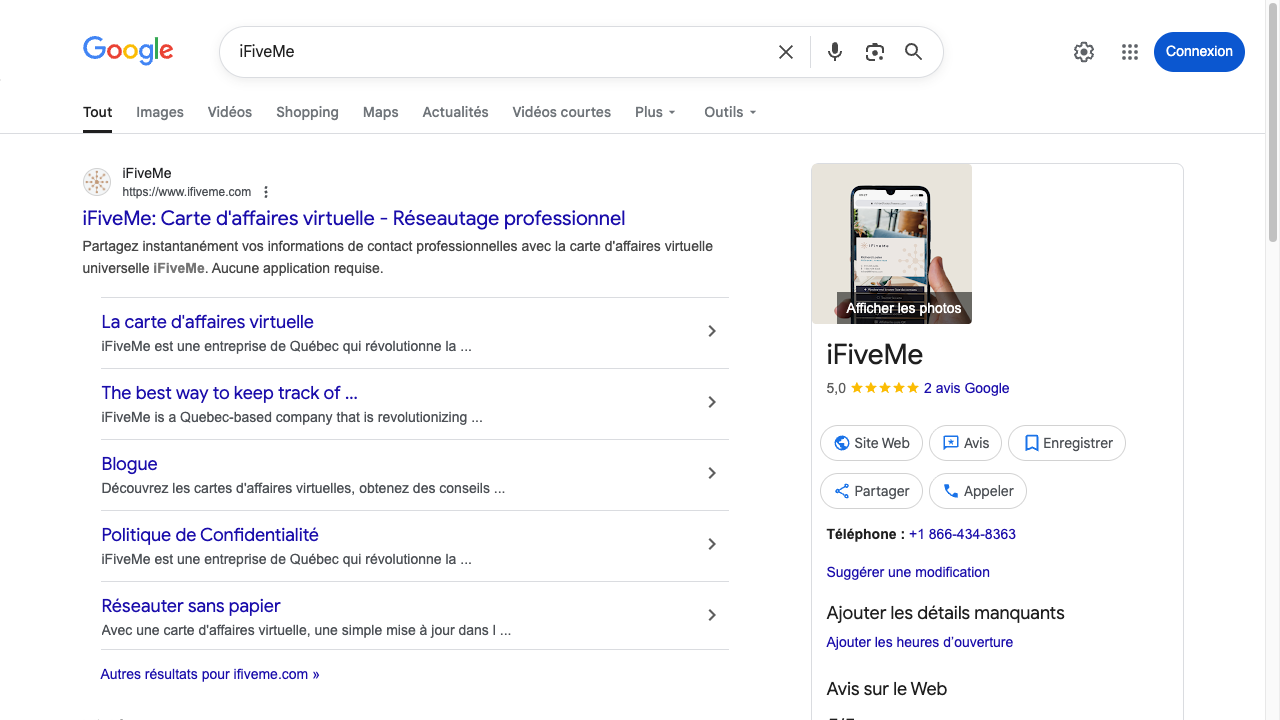 Google
iFiveMe
Connexion
Tout Images Vidéos Shopping Maps Actualités Vidéos courtes Plus Outils
iFiveMe
https://www.ifiveme.com
iFiveMe: Carte d'affaires virtuelle - Réseautage professionnel
Partagez instantanément vos informations de contact professionnelles avec la carte d'affaires virtuelle
universelle iFiveMe. Aucune application requise.
La carte d'affaires virtuelle
iFiveMe est une entreprise de Québec qui révolutionne la ...
The best way to keep track of ...
iFiveMe is a Quebec-based company that is revolutionizing ...
Blogue
Découvrez les cartes d'affaires virtuelles, obtenez des conseils ...
Politique de Confidentialité
iFiveMe est une entreprise de Québec qui révolutionne la ...
Réseauter sans papier
Avec une carte d'affaires virtuelle, une simple mise à jour dans l ...
Autres résultats pour ifiveme.com »
iFiveMe
Afficher les photos
iFiveMe
5,0 2 avis Google
Site Web Avis Enregistrer
Partager Appeler
Téléphone : +1 866-434-8363
Suggérer une modification
Ajouter les détails manquants
Ajouter les heures d'ouverture
Avis sur le Web